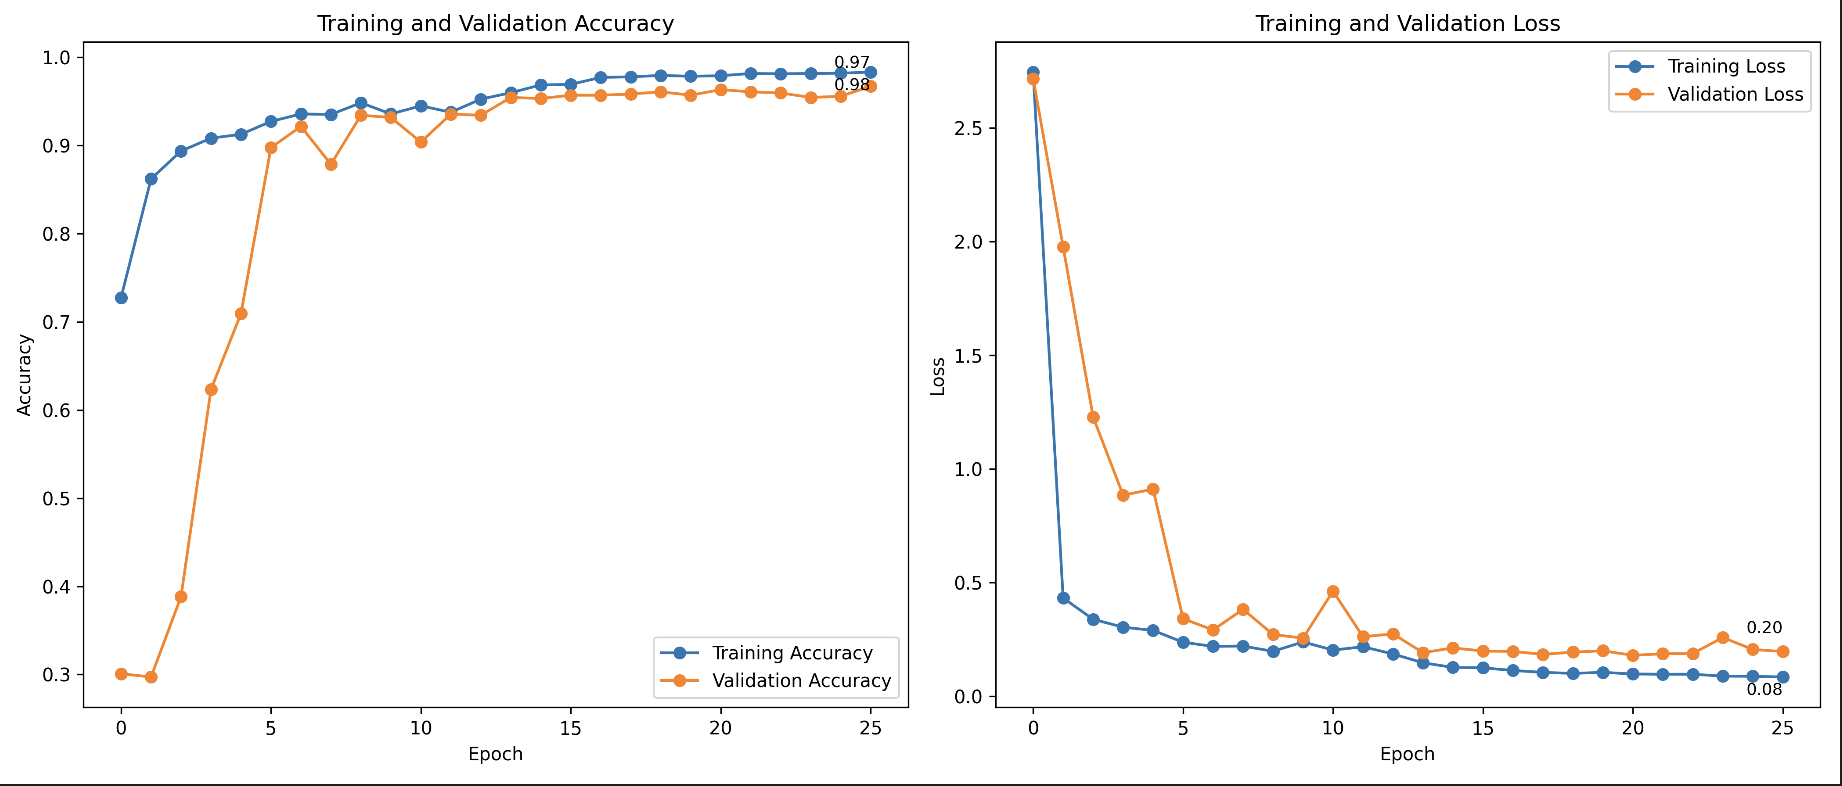 Training and Validation Accuracy
1.0
0.9
0.8
0.7
0.6
0.5
0.4
0.3
Accuracy
0.97
0.98
Training Accuracy
Validation Accuracy
0 5 10 15 20 25
Epoch
Training and Validation Loss
2.5
2.0
1.5
1.0
0.5
0.0
Loss
Training Loss
Validation Loss
0.20
0.08
0 5 10 15 20 25
Epoch